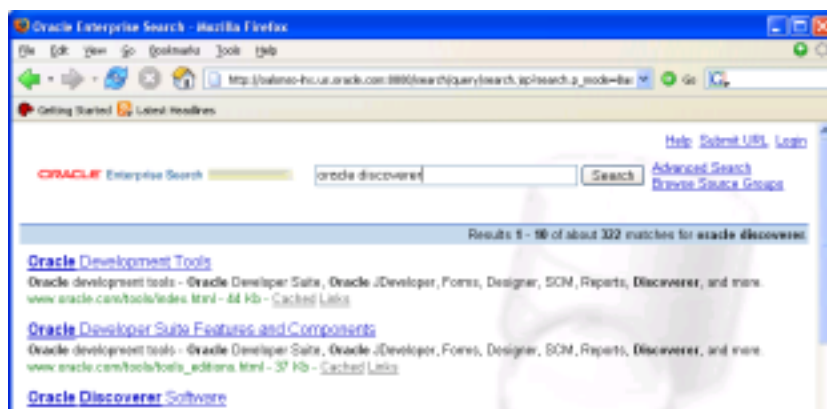 Oracle Enterprise Search - Mozilla Firefox
File Edit View Go Bookmarks Tools Help
Go
Getting Started Latest Headlines
Help Submit URL Login
ORACLE Enterprise Search oracle discoverer Search Advanced Search
Browse Source Groups
Results 1 - 10 of about 322 matches for oracle discoverer.
Oracle Development Tools
Oracle development tools - Oracle Developer Suite, Oracle JDeveloper, Forms, Designer, SCM, Reports, Discoverer, and more.
www.oracle.com/tools/index.html - 44 Kb - Cached Links
Oracle Developer Suite Features and Components
Oracle development tools - Oracle Developer Suite, Oracle JDeveloper, Forms, Designer, SCM, Reports, Discoverer, and more.
www.oracle.com/tools/tools_editions.html - 37 Kb - Cached Links
Oracle Discoverer Software